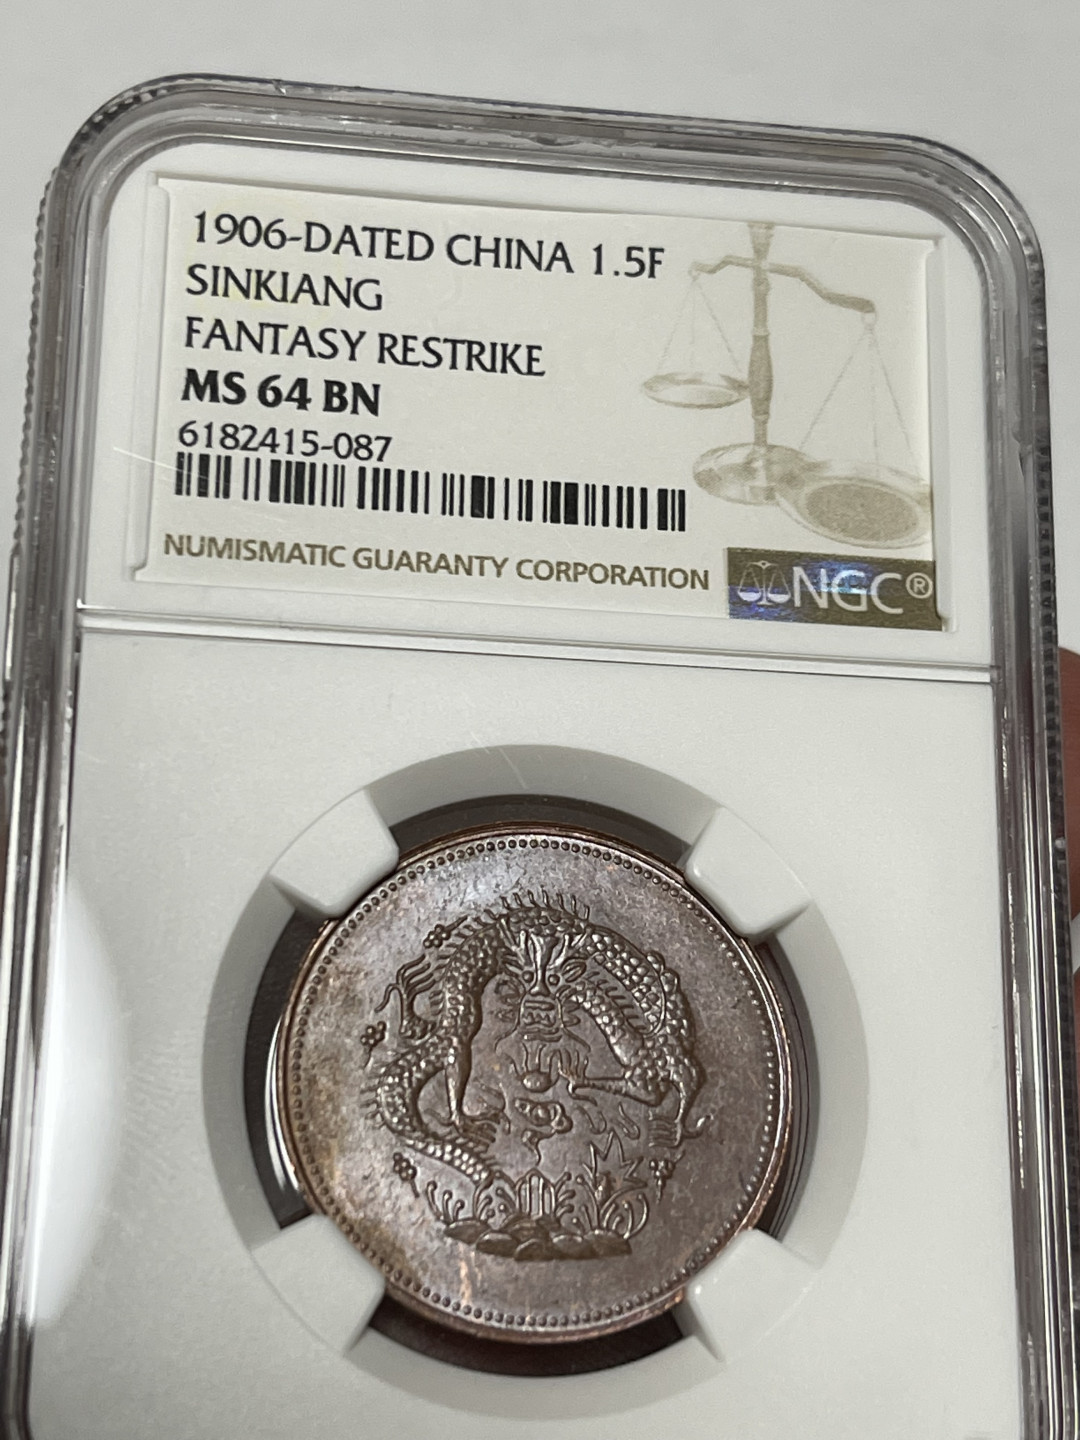 1906-DATED CHINA 1.5F
SINKIANG
FANTASY RESTRIKE
MS 64 BN
6182415-087
NUMISMATIC GUARANTY CORPORATION
NGC®